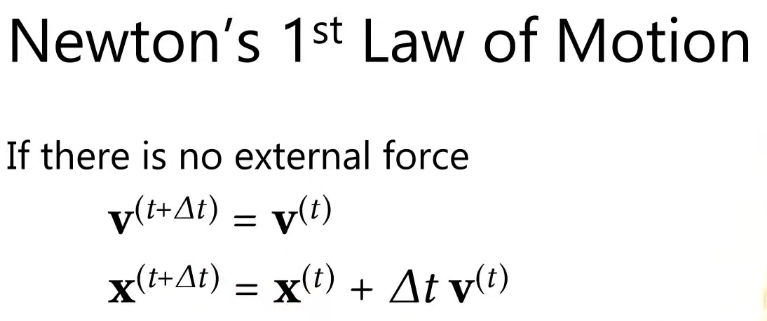 Newton's 1st Law of Motion
If there is no external force
v(t+Δt) = v(t)
x(t+Δt) = x(t) + Δt v(t)